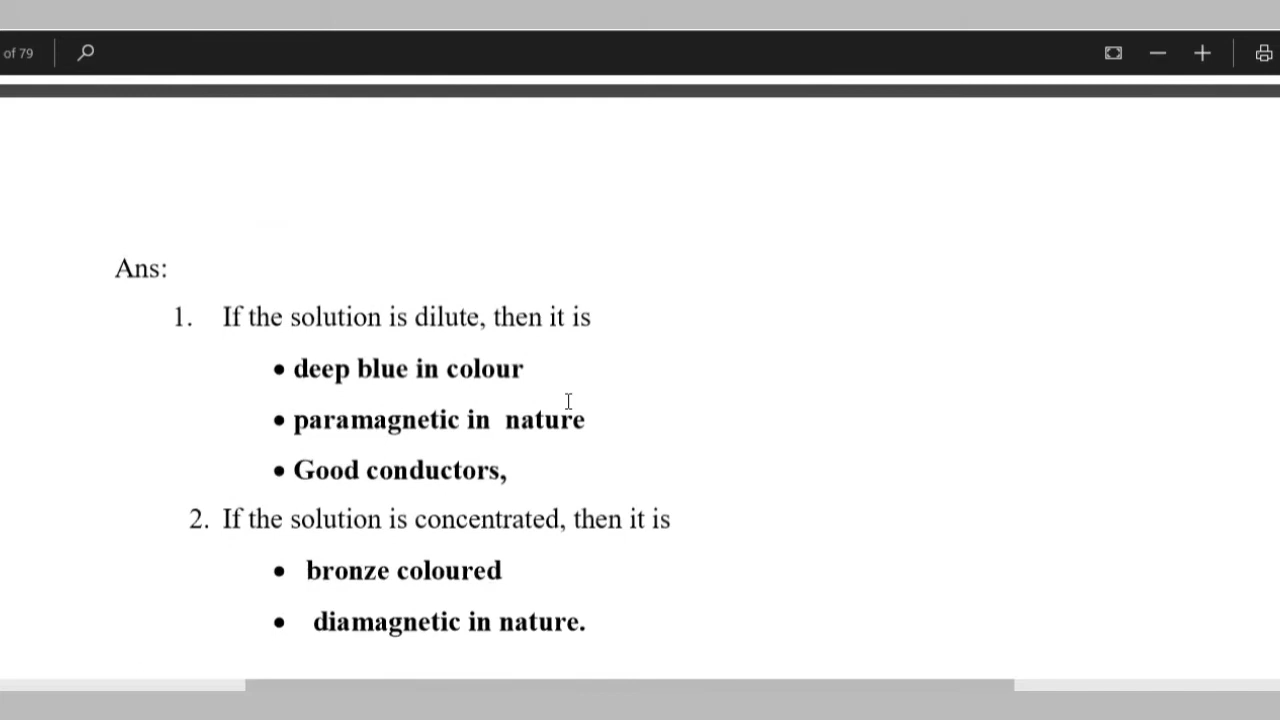 of 79
Ans:
1. If the solution is dilute, then it is
• deep blue in colour
• paramagnetic in nature
• Good conductors,
2. If the solution is concentrated, then it is
• bronze coloured
• diamagnetic in nature.